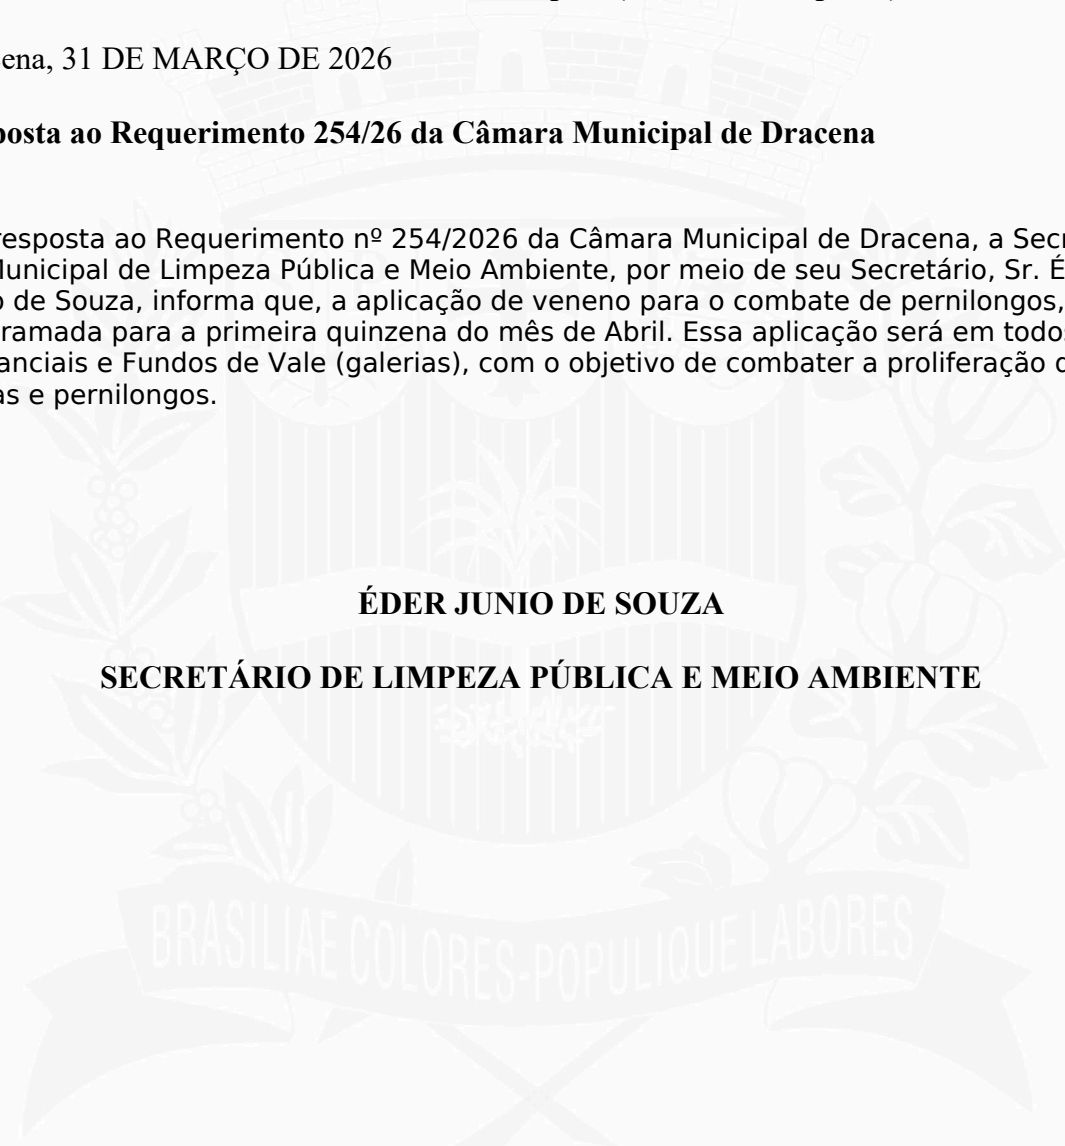 ena, 31 DE MARÇO DE 2026
posta ao Requerimento 254/26 da Câmara Municipal de Dracena
resposta ao Requerimento nº 254/2026 da Câmara Municipal de Dracena, a Secr
Municipal de Limpeza Pública e Meio Ambiente, por meio de seu Secretário, Sr. É
o de Souza, informa que, a aplicação de veneno para o combate de pernilongos,
ramada para a primeira quinzena do mês de Abril. Essa aplicação será em todos
anciais e Fundos de Vale (galerias), com o objetivo de combater a proliferação d
as e pernilongos.
ÉDER JUNIO DE SOUZA
SECRETÁRIO DE LIMPEZA PÚBLICA E MEIO AMBIENTE
BRASILIAE COLORES-POPULIQUE LABORES